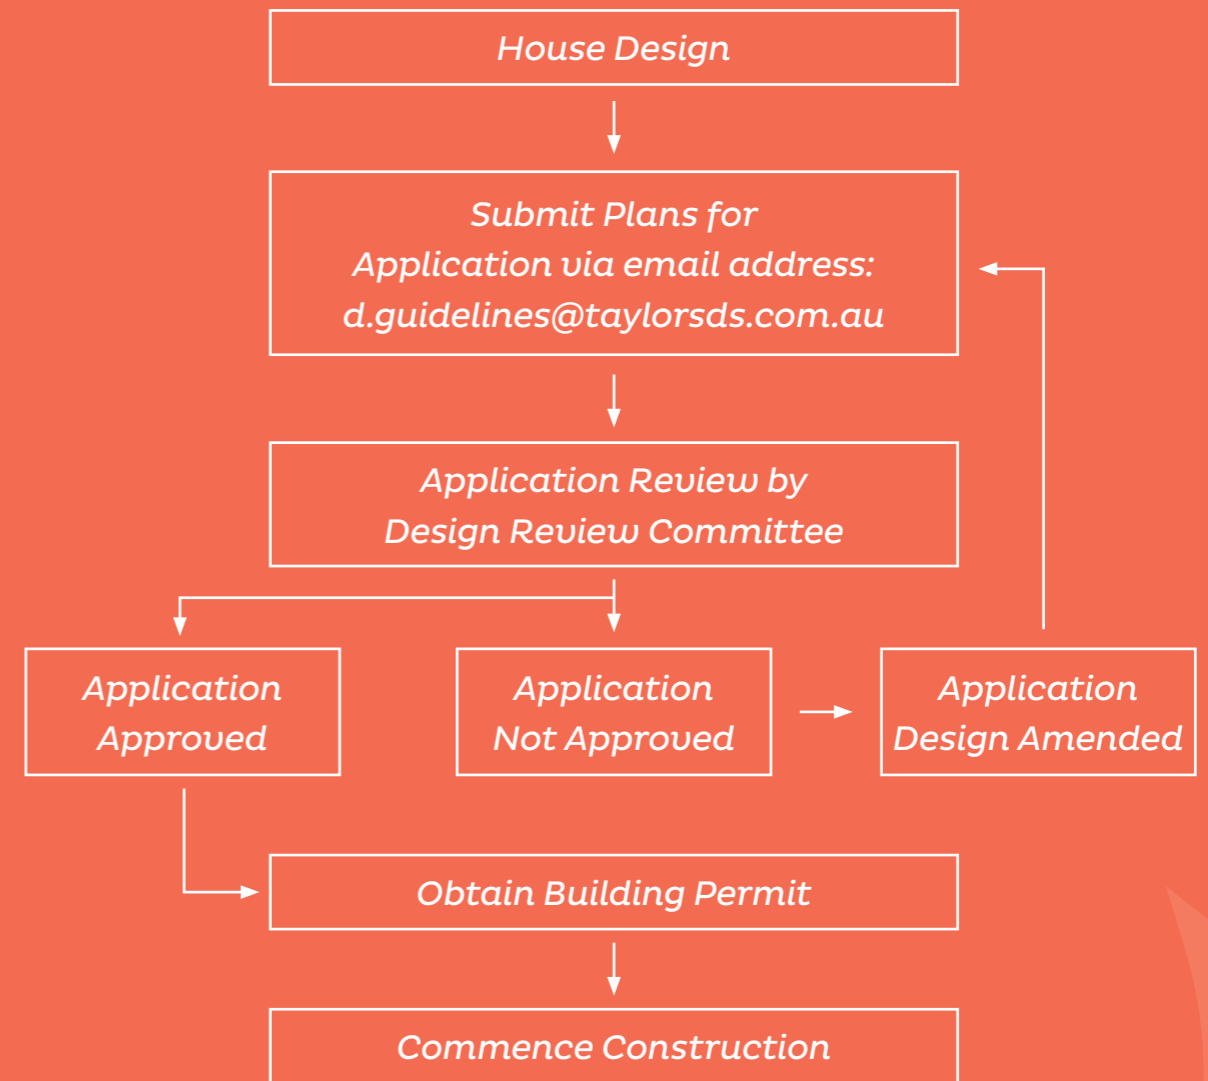 House Design
Submit Plans for
Application via email address:
d.guidelines@taylorsds.com.au
Application Review by
Design Review Committee
Application
Approved
Application
Not Approved
Application
Design Amended
Obtain Building Permit
Commence Construction